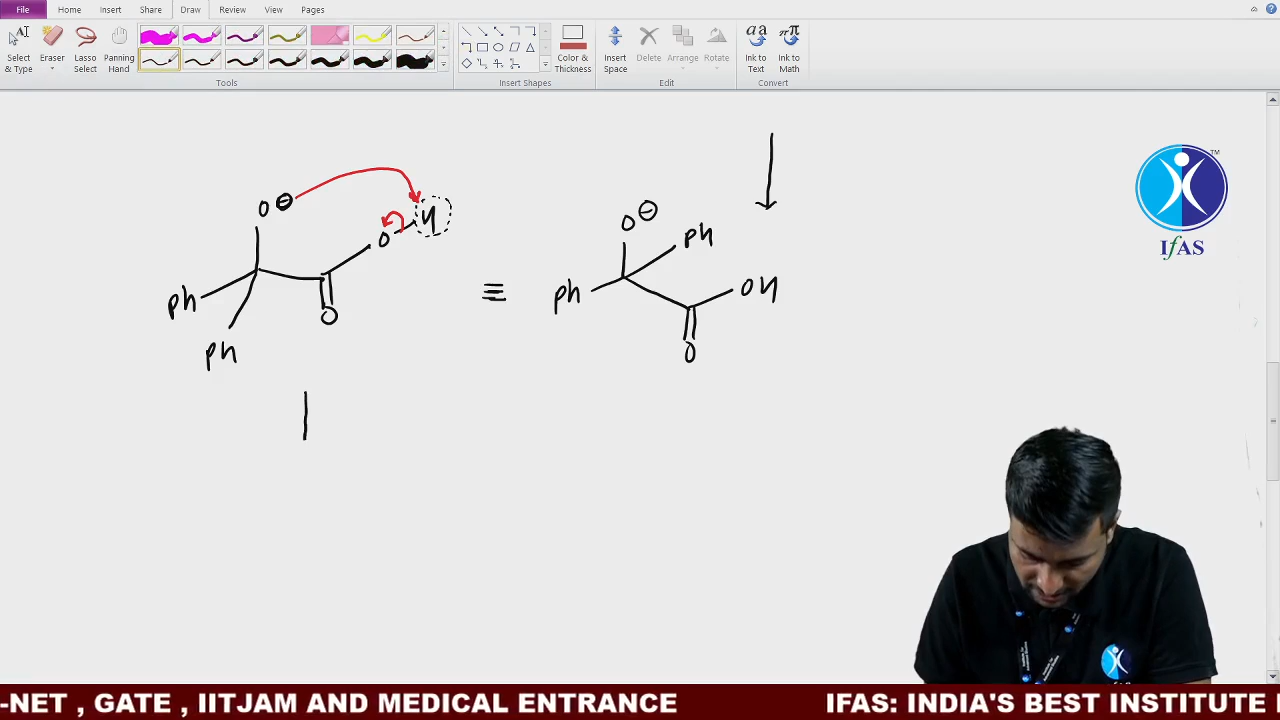 File Home Insert Share Draw Review View Pages
Select & Type
Eraser
Lasso Select
Panning Hand
Color & Thickness
Insert Space
Delete
Arrange
Rotate
Ink to Text
Ink to Math
Tools
Insert Shapes
Edit
Convert
O ⊖
H
O
Ph
Ph
O
≡
O ⊖
Ph
Ph
OH
O
TM
IFAS
-NET , GATE , IITJAM AND MEDICAL ENTRANCE
IFAS: INDIA'S BEST INSTITUTE